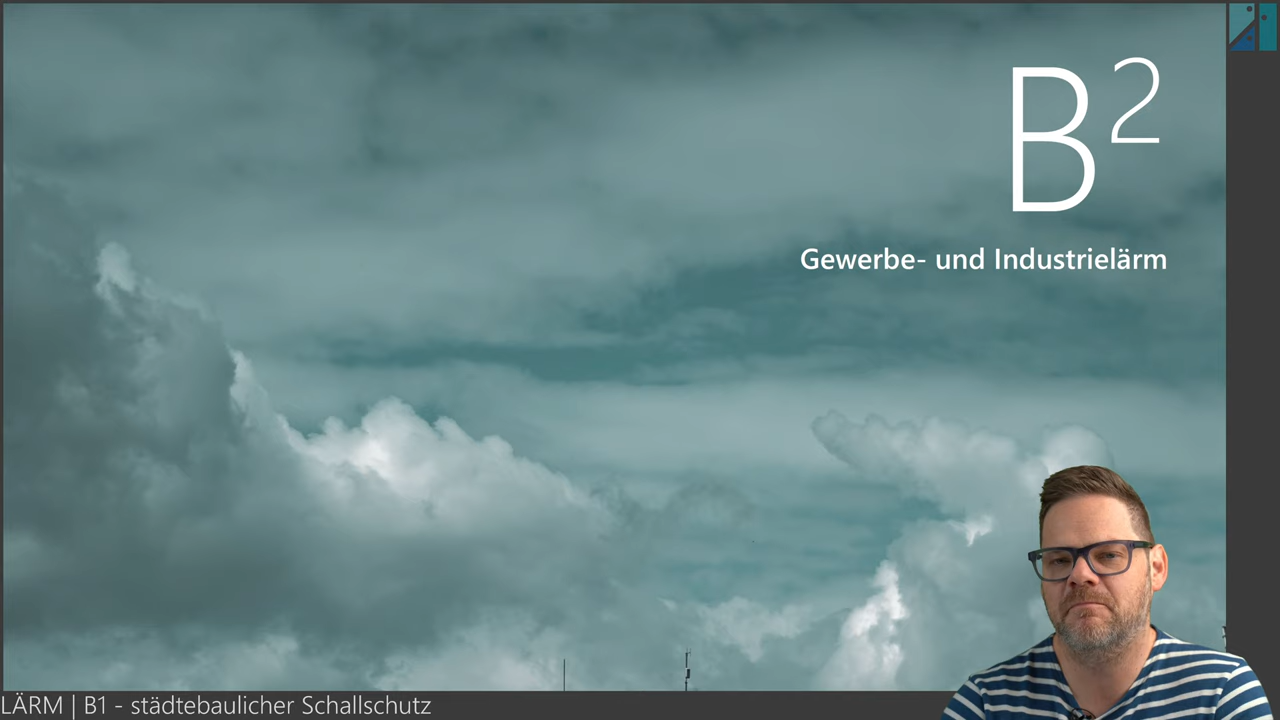 B²
Gewerbe- und Industrielärm
LÄRM | B1 - städtebaulicher Schallschutz